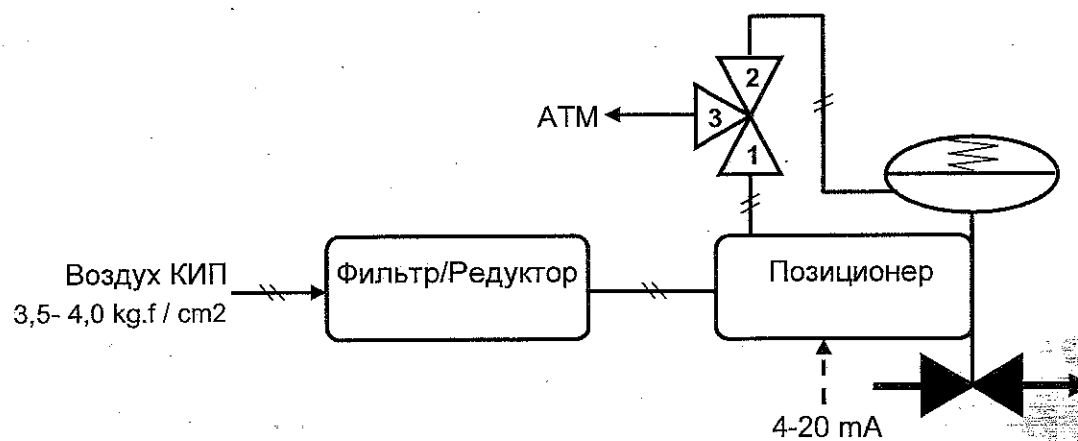 2
АТМ
3
1
Воздух КИП
3,5- 4,0 kg.f / cm2
Фильтр/Редуктор
Позиционер
4-20 mA